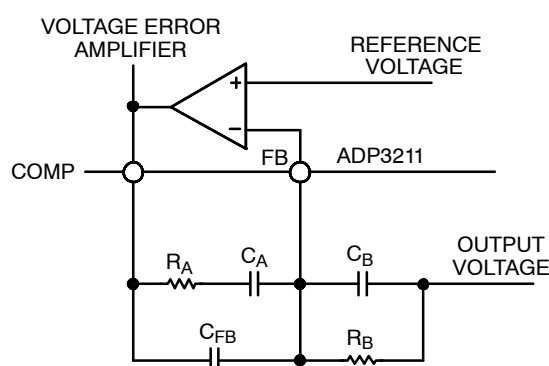 VOLTAGE ERROR
AMPLIFIER
REFERENCE
VOLTAGE
+
–
FB
ADP3211
COMP
RA
CA
CB
OUTPUT
VOLTAGE
CFB
RB